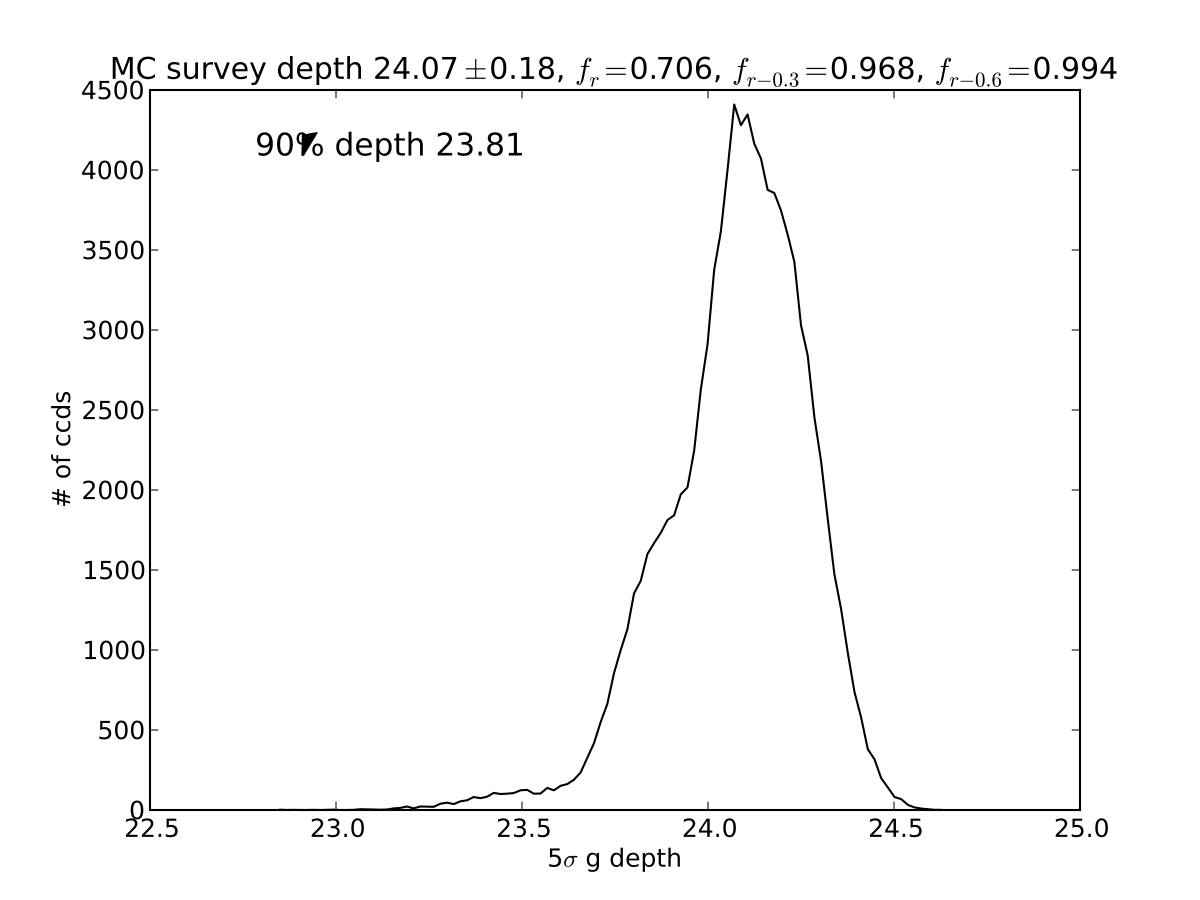 MC survey depth 24.07 ±0.18, f_r=0.706, f_{r−0.3}=0.968, f_{r−0.6}=0.994
90% depth 23.81
4500
4000
3500
3000
2500
2000
1500
1000
500
0
# of ccds
22.5 23.0 23.5 24.0 24.5 25.0
5σ g depth